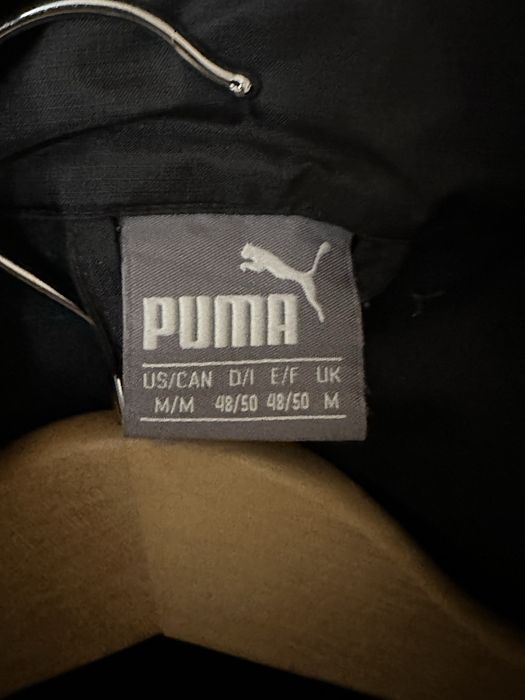 PUMA
US/CAN D/I E/F UK
M/M 48/50 48/50 M